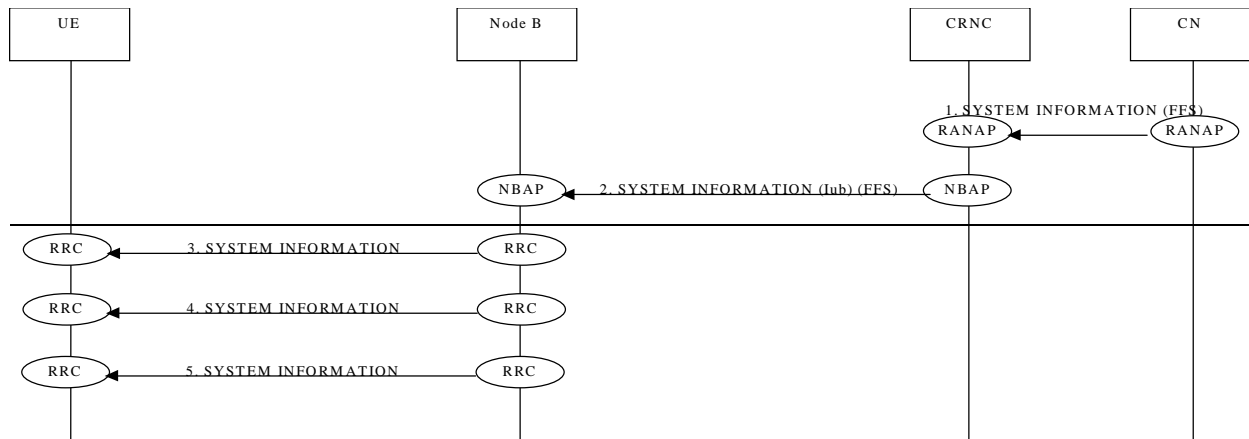 UE
Node B
CRNC
CN
1. SYSTEM INFORMATION (FFS)
RANAP
RANAP
NBAP
2. SYSTEM INFORMATION (Iub) (FFS)
NBAP
RRC
3. SYSTEM INFORMATION
RRC
RRC
4. SYSTEM INFORMATION
RRC
RRC
5. SYSTEM INFORMATION
RRC